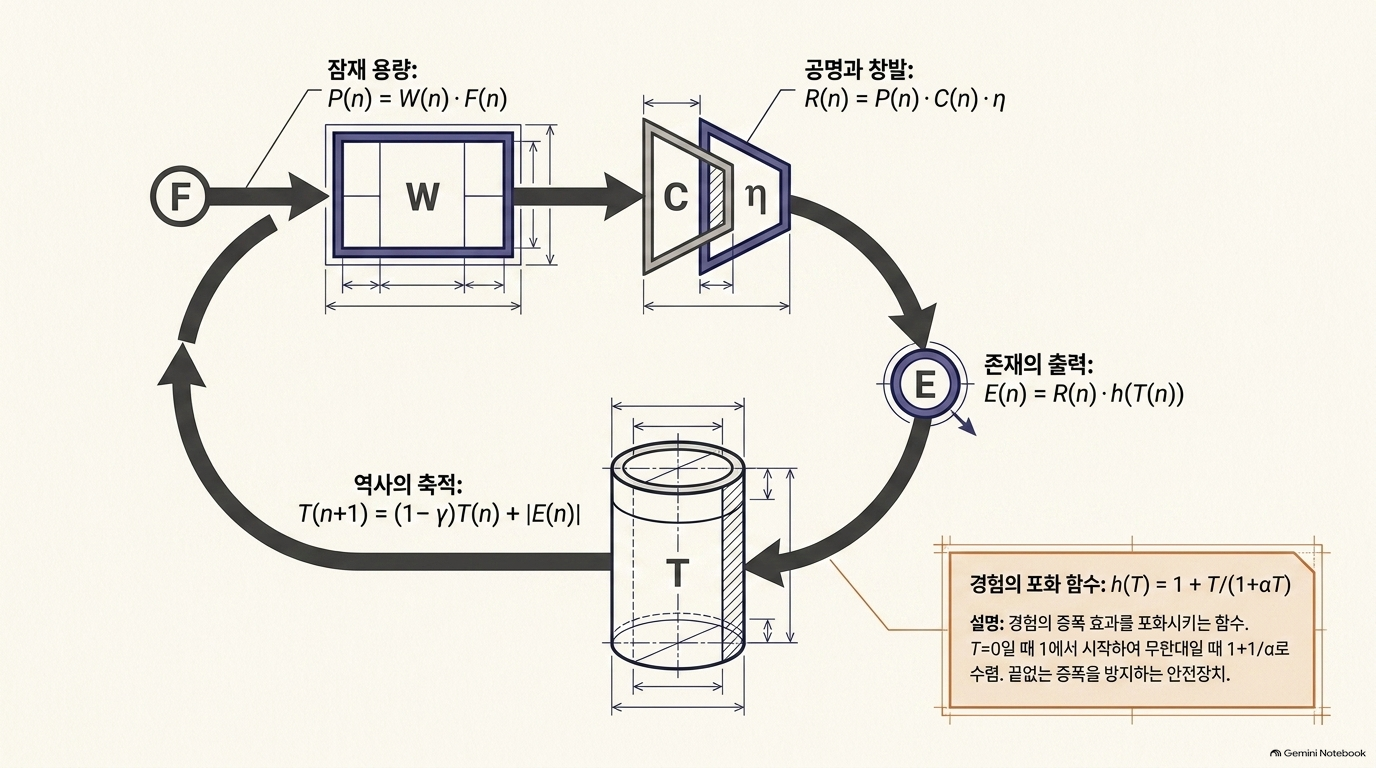 잠재 용량:
P(n) = W(n) · F(n)
공명과 창발:
R(n) = P(n) · C(n) · η
F
W
C
η
E
존재의 출력:
E(n) = R(n) · h(T(n))
역사의 축적:
T(n+1) = (1− γ)T(n) + |E(n)|
T
경험의 포화 함수: h(T) = 1 + T/(1+αT)
설명: 경험의 증폭 효과를 포화시키는 함수.
T=0일 때 1에서 시작하여 무한대일 때 1+1/α로
수렴. 끝없는 증폭을 방지하는 안전장치.
Gemini Notebook